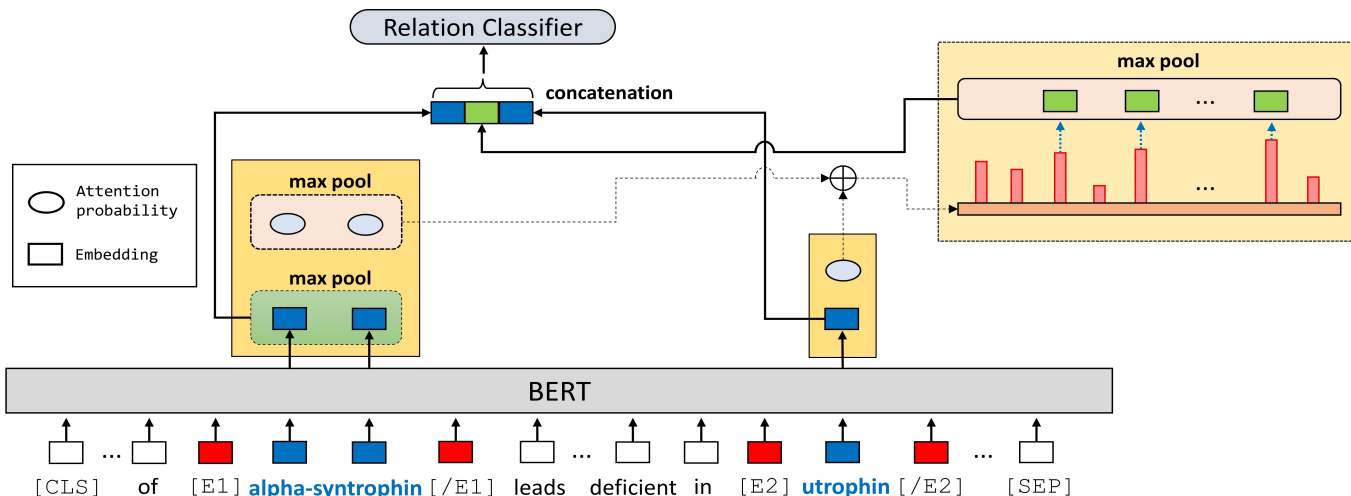 Relation Classifier
concatenation
max pool
...
...
Attention
probability
Embedding
max pool
max pool
BERT
... ... ...
[CLS] of [E1] alpha-syntrophin [/E1] leads deficient in [E2] utrophin [/E2] [SEP]